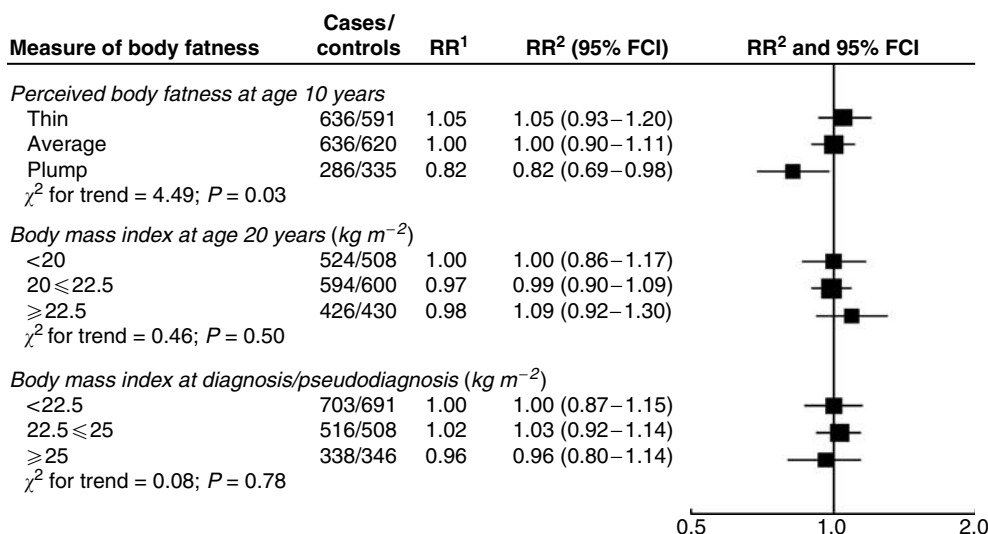 Measure of body fatness Cases/ controls RR¹ RR² (95% FCI) RR² and 95% FCI
Perceived body fatness at age 10 years
Thin 636/591 1.05 1.05 (0.93–1.20)
Average 636/620 1.00 1.00 (0.90–1.11)
Plump 286/335 0.82 0.82 (0.69–0.98)
χ² for trend = 4.49; P = 0.03
Body mass index at age 20 years (kg m⁻²)
<20 524/508 1.00 1.00 (0.86–1.17)
20⩽22.5 594/600 0.97 0.99 (0.90–1.09)
⩾22.5 426/430 0.98 1.09 (0.92–1.30)
χ² for trend = 0.46; P = 0.50
Body mass index at diagnosis/pseudodiagnosis (kg m⁻²)
<22.5 703/691 1.00 1.00 (0.87–1.15)
22.5⩽25 516/508 1.02 1.03 (0.92–1.14)
⩾25 338/346 0.96 0.96 (0.80–1.14)
χ² for trend = 0.08; P = 0.78
0.5 1.0 2.0